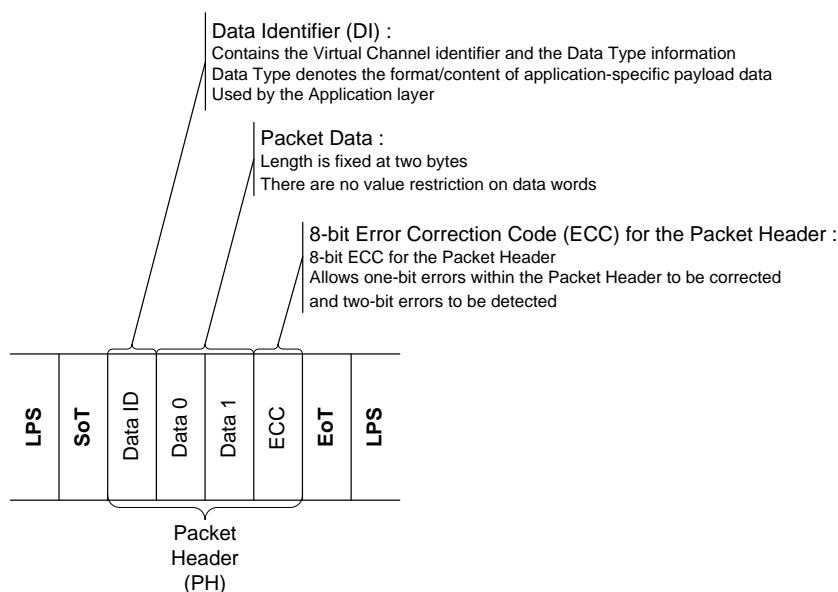 Data Identifier (DI) :
Contains the Virtual Channel identifier and the Data Type information
Data Type denotes the format/content of application-specific payload data
Used by the Application layer
Packet Data :
Length is fixed at two bytes
There are no value restriction on data words
8-bit Error Correction Code (ECC) for the Packet Header :
8-bit ECC for the Packet Header
Allows one-bit errors within the Packet Header to be corrected
and two-bit errors to be detected
LPS
SoT
Data ID
Data 0
Data 1
ECC
EoT
LPS
Packet
Header
(PH)